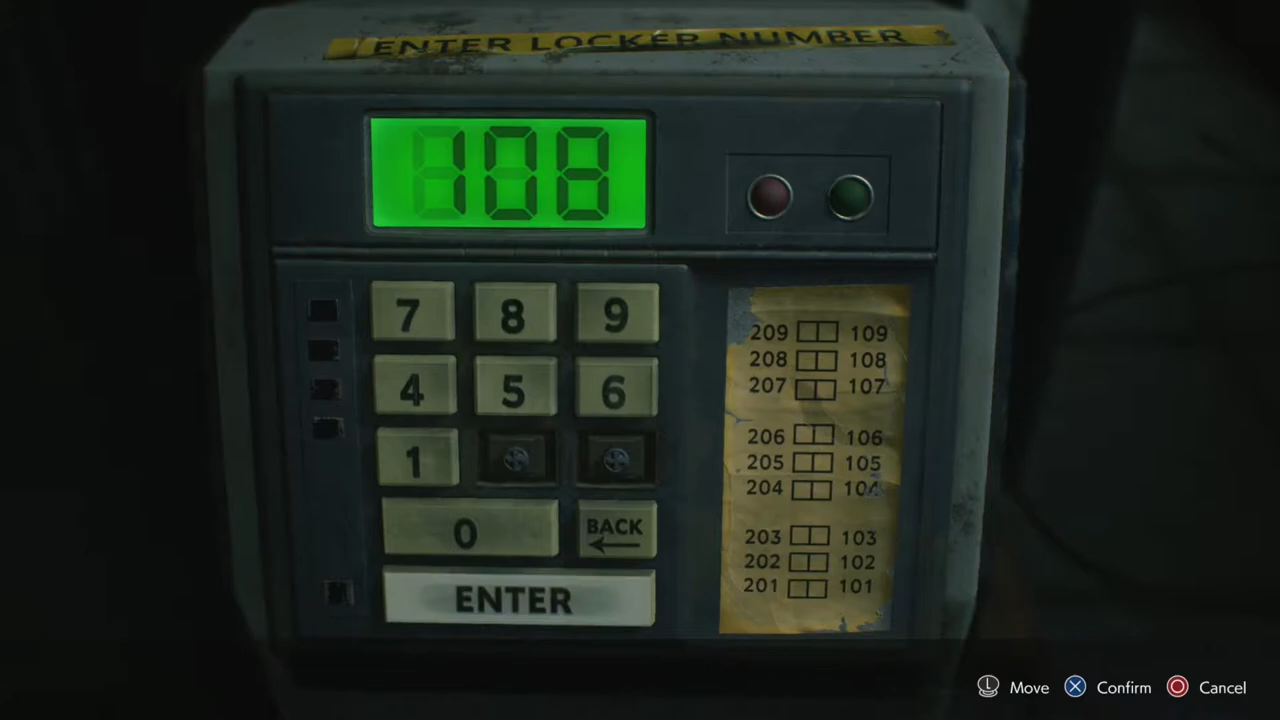 ENTER LOCKER NUMBER
108
7 8 9
4 5 6
1
0 BACK
ENTER
209 109
208 108
207 107
206 106
205 105
204 104
203 103
202 102
201 101
L Move Confirm Cancel